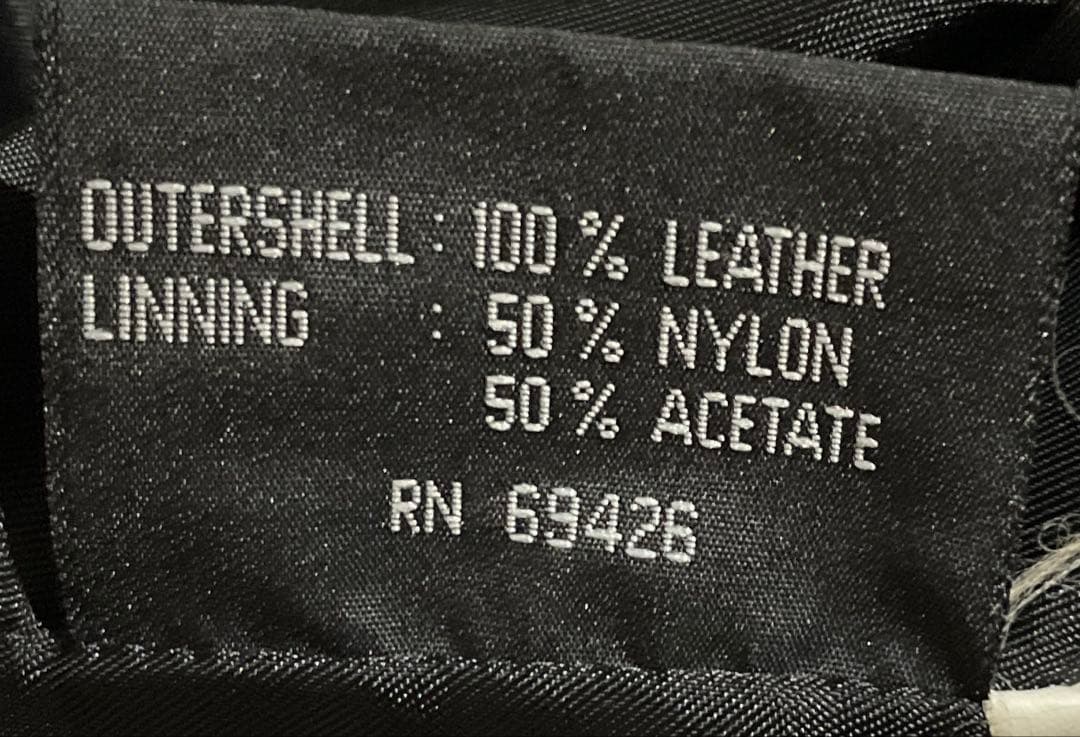 OUTERSHELL : 100 % LEATHER
LINNING : 50 % NYLON
50 % ACETATE
RN 69426